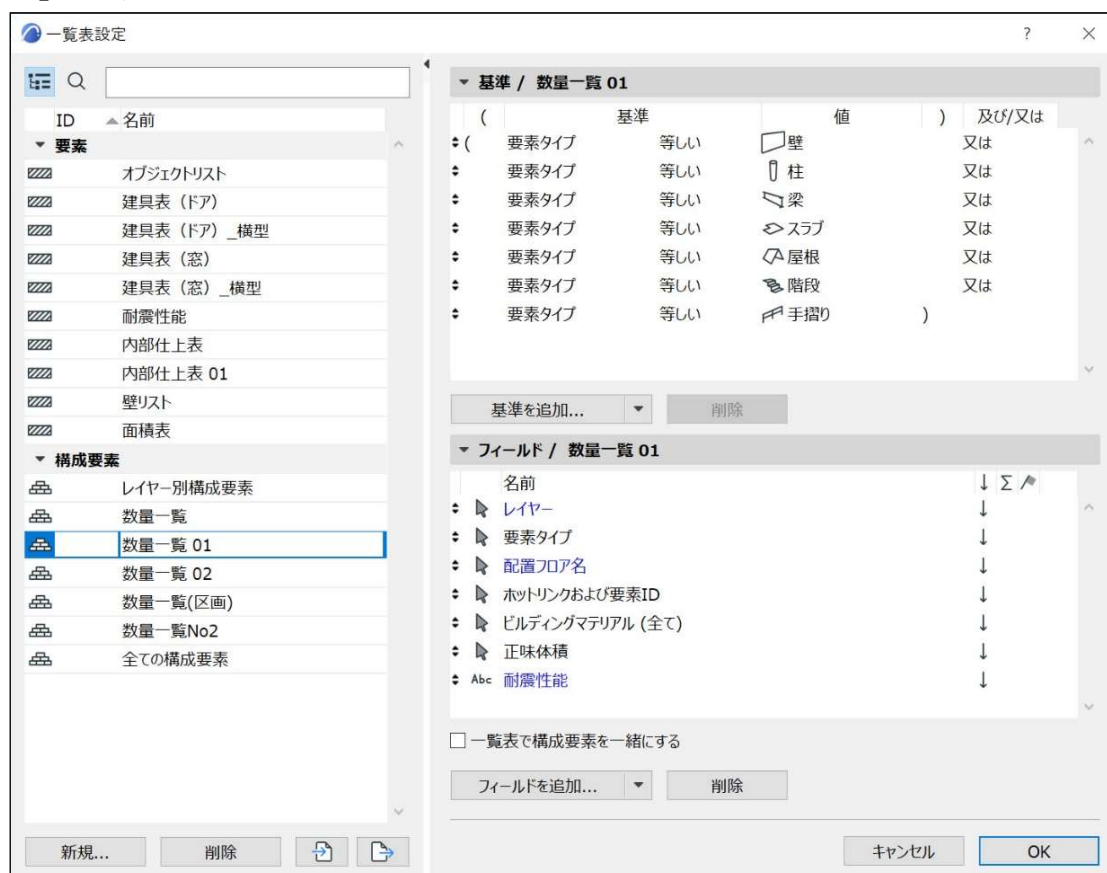 一覧表設定
ID 名前
要素
オブジェクトリスト
建具表（ドア）
建具表（ドア）_横型
建具表（窓）
建具表（窓）_横型
耐震性能
内部仕上表
内部仕上表 01
壁リスト
面積表
構成要素
レイヤー別構成要素
数量一覧
数量一覧 01
数量一覧 02
数量一覧(区画)
数量一覧No2
全ての構成要素
新規... 削除
基準 / 数量一覧 01
( 基準 値 ) 及び/又は
( 要素タイプ 等しい 壁 又は
要素タイプ 等しい 柱 又は
要素タイプ 等しい 梁 又は
要素タイプ 等しい スラブ 又は
要素タイプ 等しい 屋根 又は
要素タイプ 等しい 階段 又は
要素タイプ 等しい 手摺り )
基準を追加... 削除
フィールド / 数量一覧 01
名前 ↓ Σ
レイヤー ↓
要素タイプ ↓
配置フロア名 ↓
ホットリンクおよび要素ID ↓
ビルディングマテリアル (全て) ↓
正味体積 ↓
Abc 耐震性能 ↓
一覧表で構成要素を一緒にする
フィールドを追加... 削除
キャンセル OK